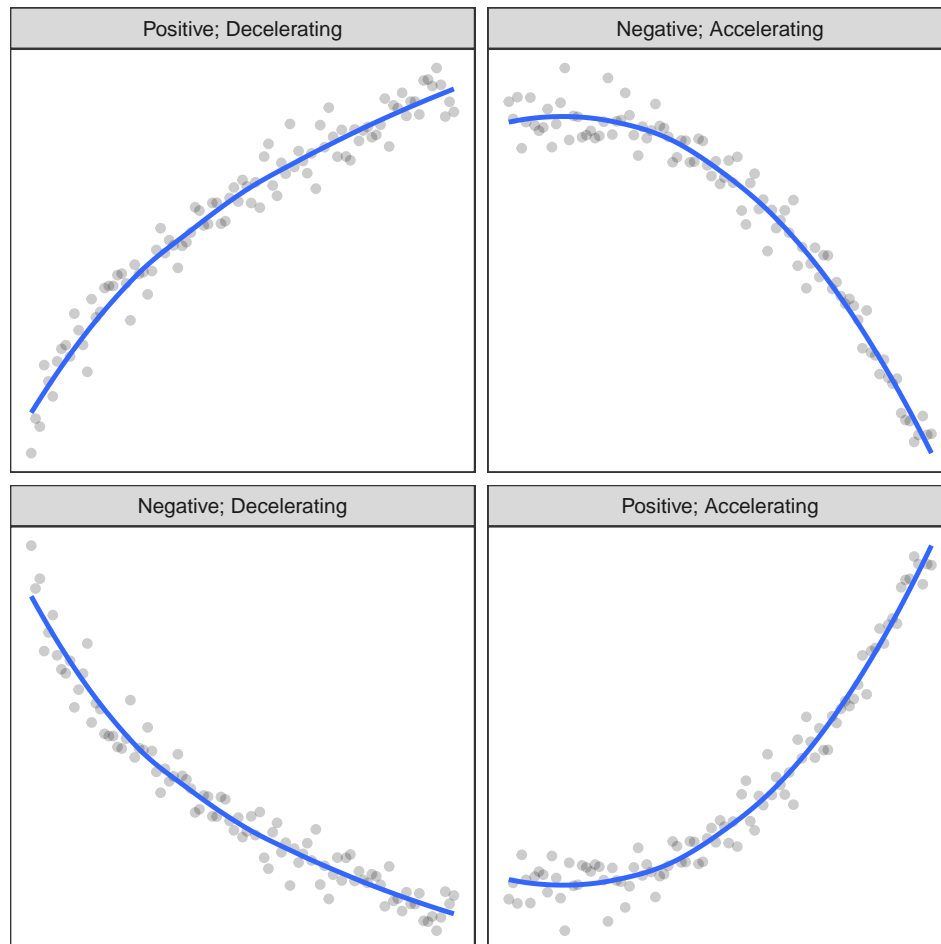 Positive; Decelerating
Negative; Accelerating
Negative; Decelerating
Positive; Accelerating